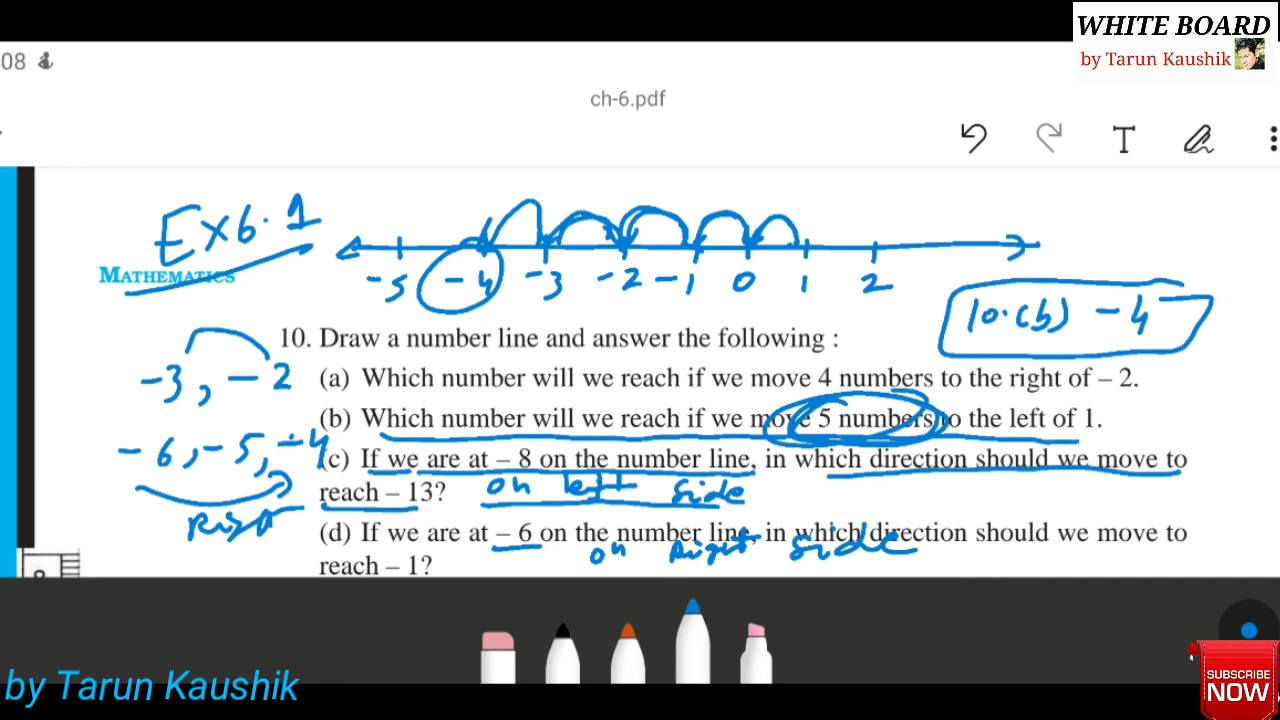 WHITE BOARD
by Tarun Kaushik
08
ch-6.pdf
T
Ex6.1
MATHEMATICS
-5 -4 -3 -2 -1 0 1 2
10.(b) -4
10. Draw a number line and answer the following :
-3, -2
(a) Which number will we reach if we move 4 numbers to the right of – 2.
(b) Which number will we reach if we move 5 numbers to the left of 1.
-6, -5, -4
(c) If we are at – 8 on the number line, in which direction should we move to
reach – 13? on left side
Right
(d) If we are at – 6 on the number line, in which direction should we move to
on Right side
reach – 1?
by Tarun Kaushik
SUBSCRIBE
NOW